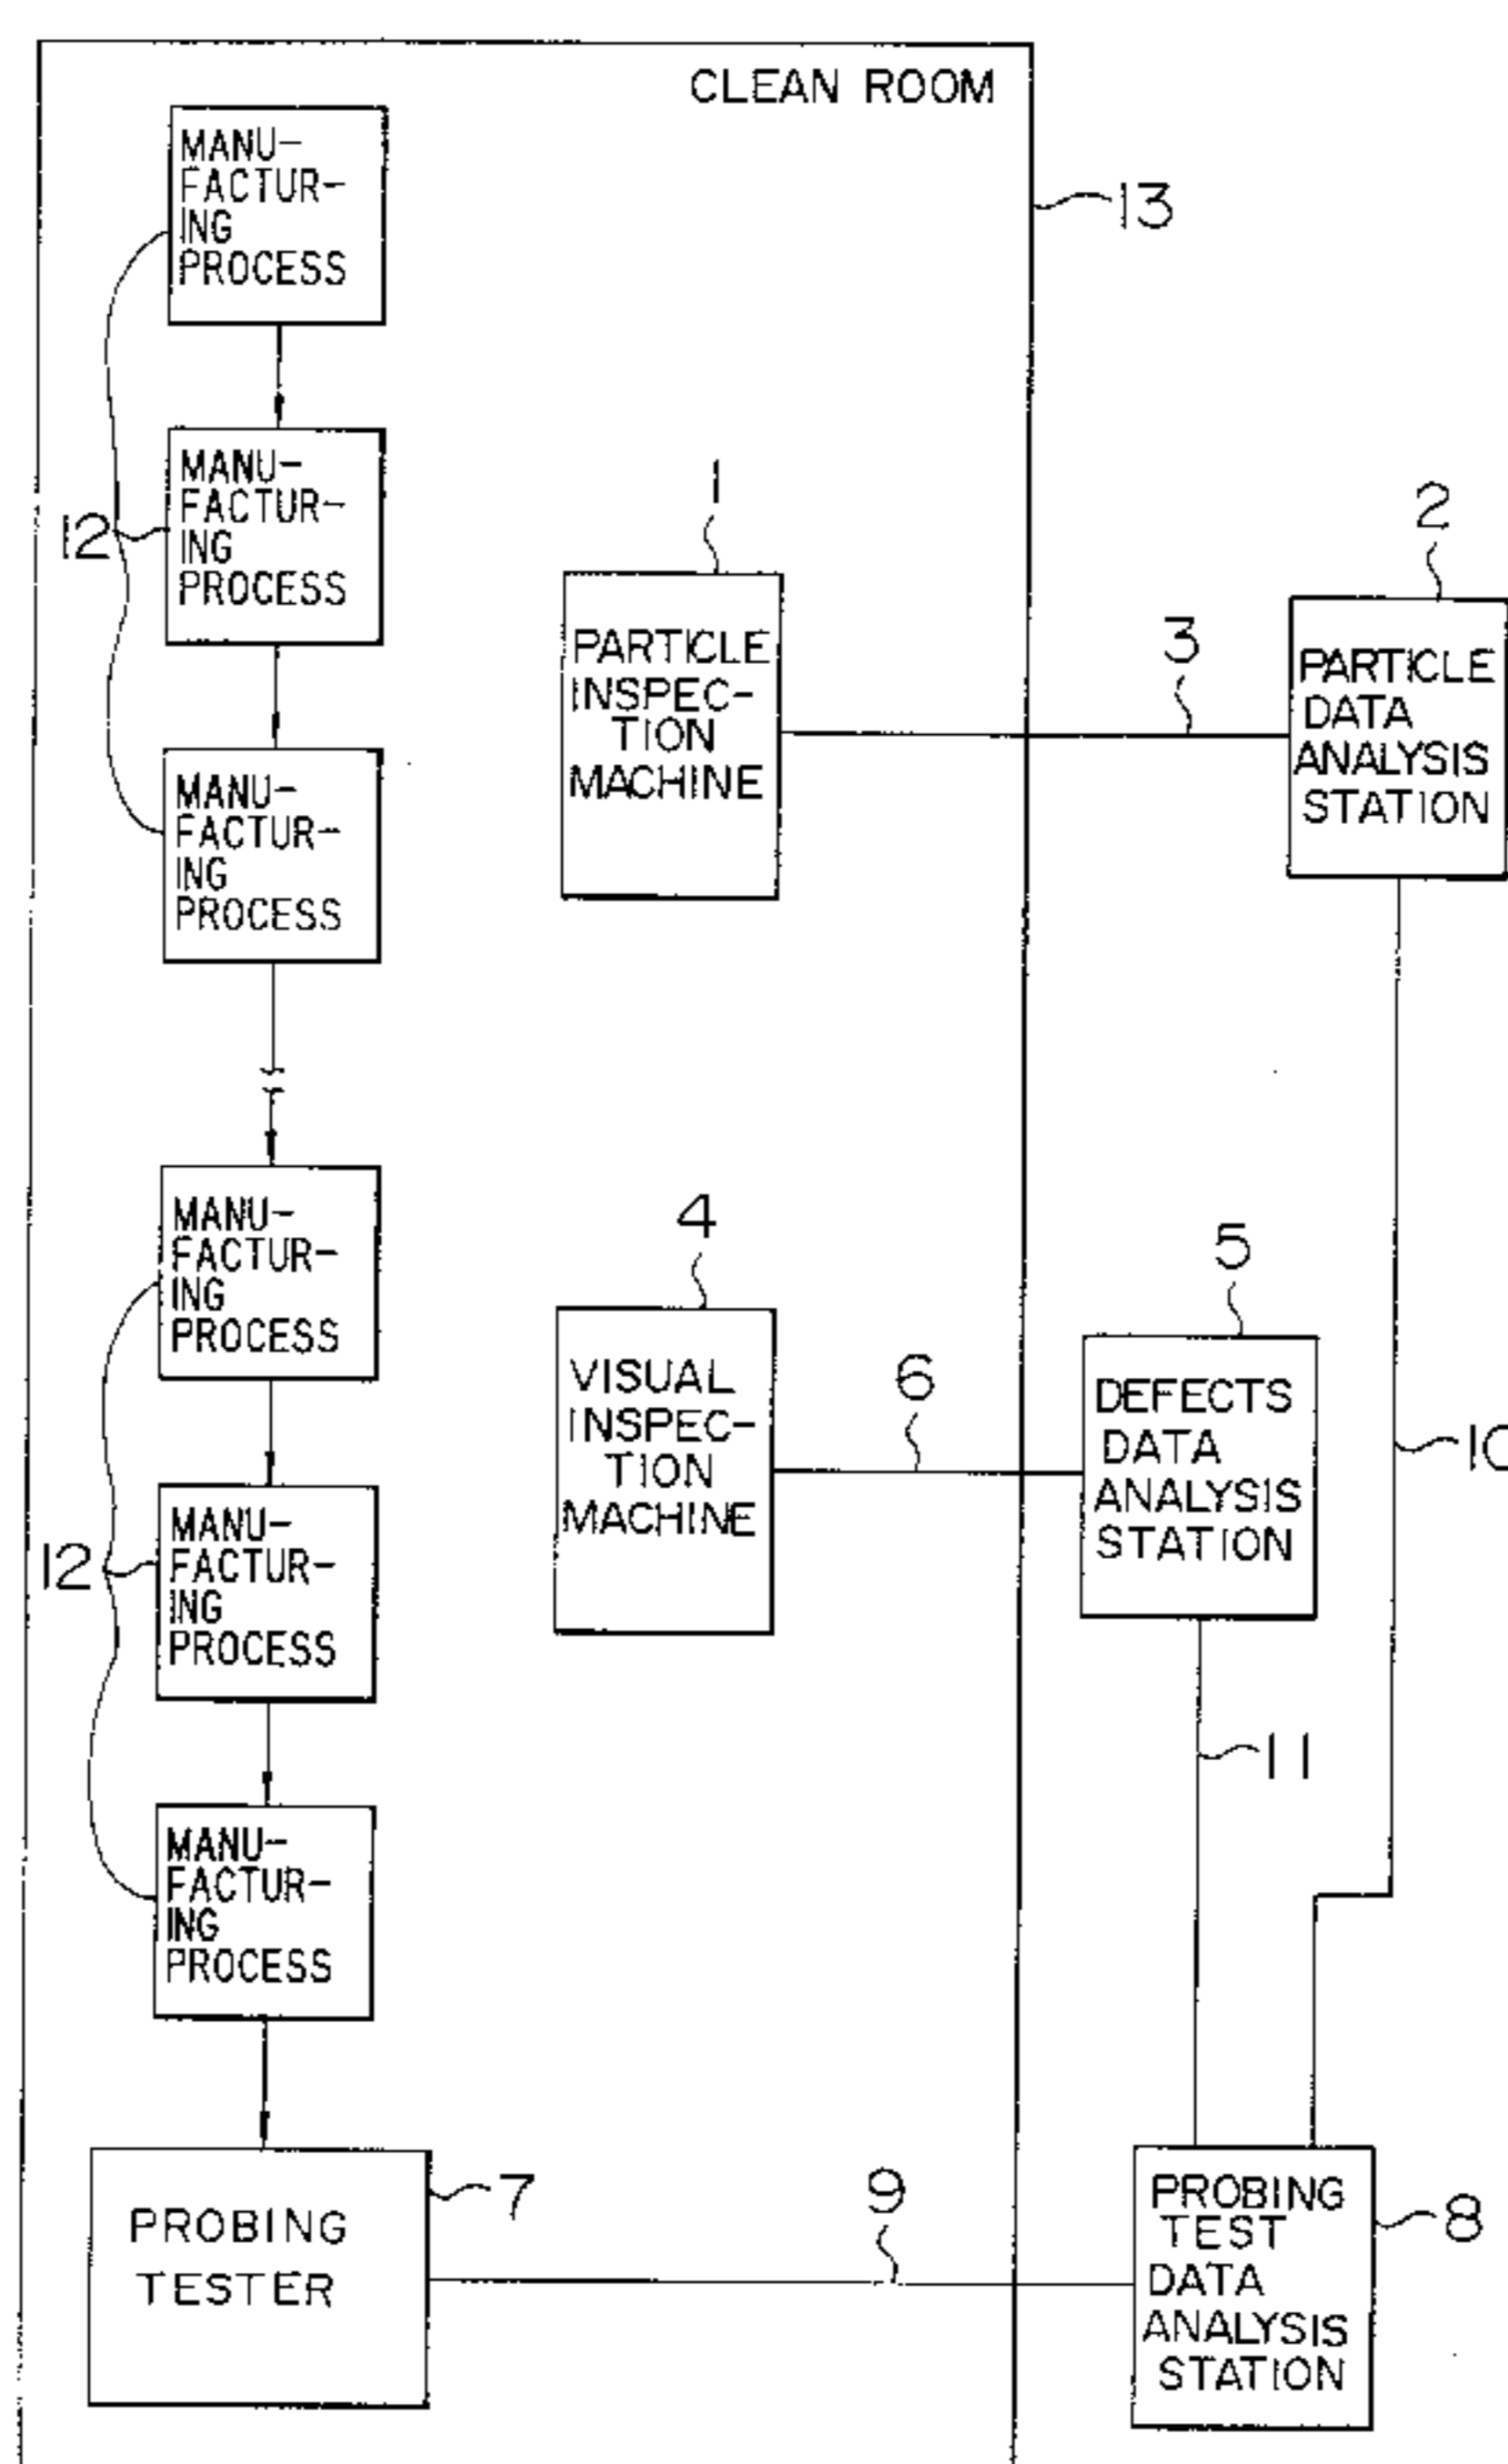 CLEAN ROOM
13
MANU-
FACTUR-
ING
PROCESS
12
MANU-
FACTUR-
ING
PROCESS
MANU-
FACTUR-
ING
PROCESS
1
PARTICLE
INSPEC-
TION
MACHINE
3
2
PARTICLE
DATA
ANALYSIS
STATION
MANU-
FACTUR-
ING
PROCESS
12
MANU-
FACTUR-
ING
PROCESS
MANU-
FACTUR-
ING
PROCESS
4
VISUAL
INSPEC-
TION
MACHINE
6
5
DEFECTS
DATA
ANALYSIS
STATION
10
11
PROBING
TESTER
7
9
PROBING
TEST
DATA
ANALYSIS
STATION
8